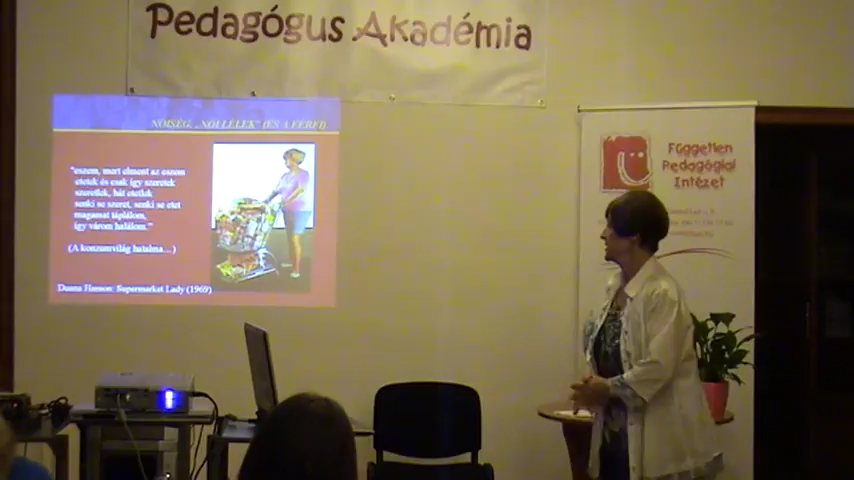 Pedagógus Akadémia
NŐISÉG, „NŐI LÉLEK" (ÉS A FÉRFI)
"eszem, mert elment az eszem
etetek és csak így szeretek
szeretlek, hát etetlek
senki se szeret, senki se etet
magamat táplálom,
így várom halálom."
(A konzumvilág hatalma...)
Duana Hanson: Supermarket Lady (1969)
Független
Pedagógiai
Intézet